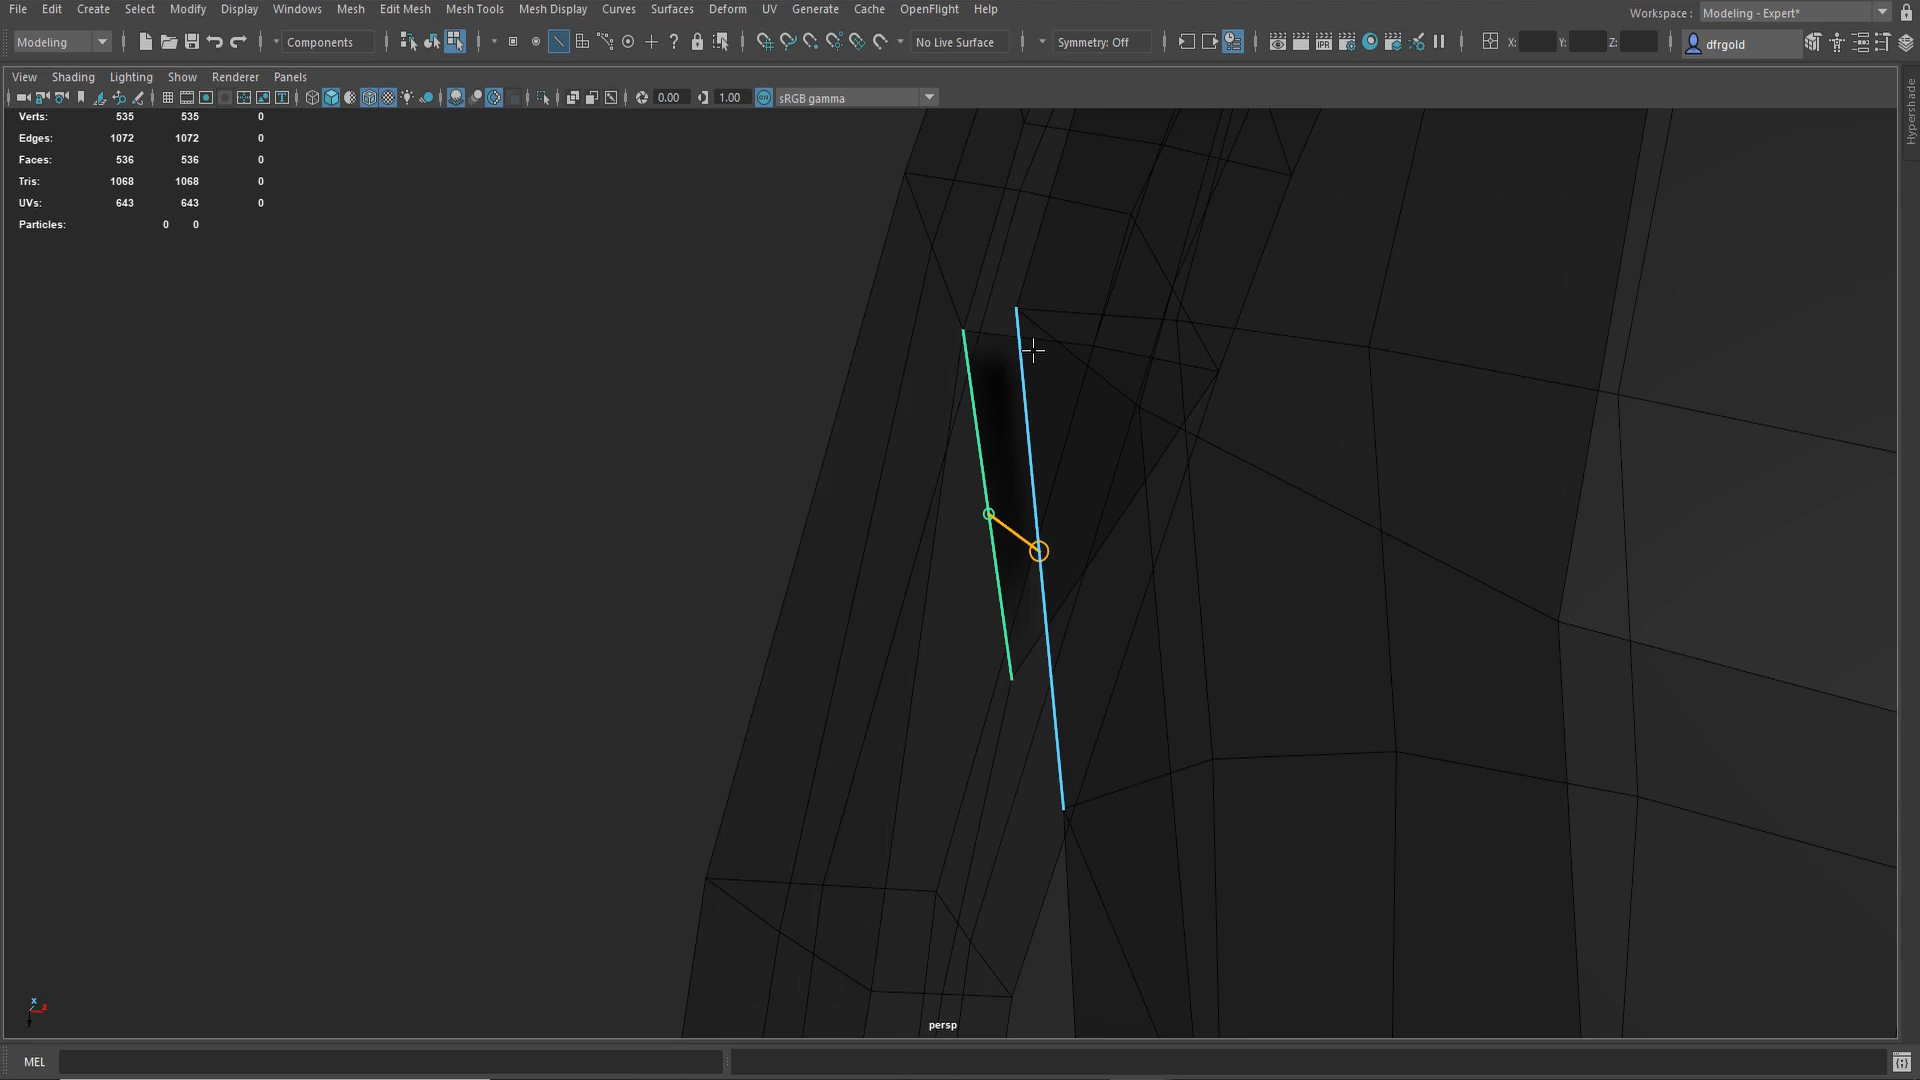 File Edit Create Select Modify Display Windows Mesh Edit Mesh Mesh Tools Mesh Display Curves Surfaces Deform UV Generate Cache OpenFlight Help
Workspace : Modeling - Expert*
Modeling Components No Live Surface Symmetry: Off IPR X: Y: Z: dfrgold
View Shading Lighting Show Renderer Panels
0.00 1.00 ON sRGB gamma
Hypershade
Verts: 535 535 0
Edges: 1072 1072 0
Faces: 536 536 0
Tris: 1068 1068 0
UVs: 643 643 0
Particles: 0 0
x
z
persp
MEL